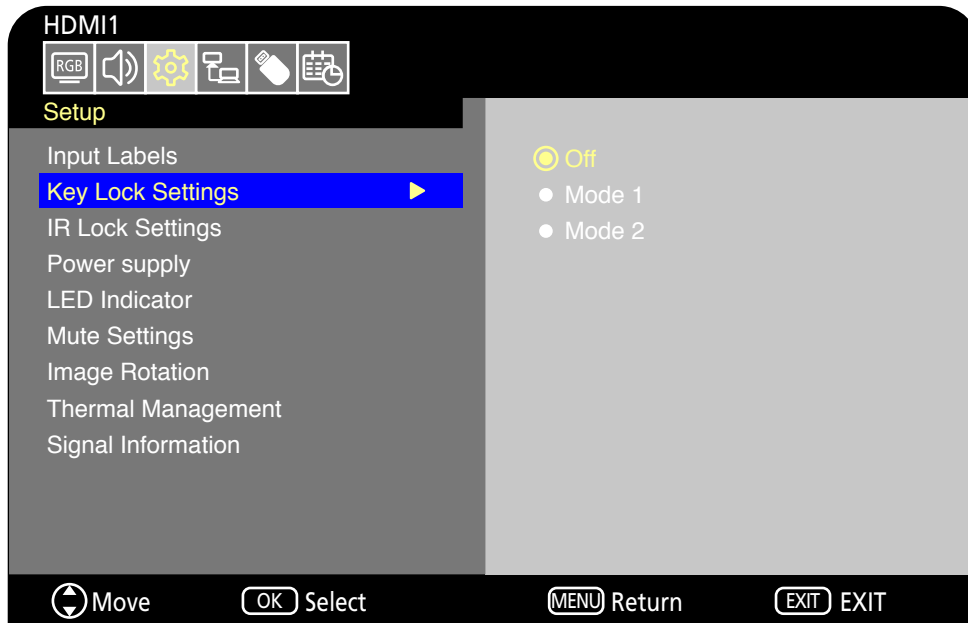 HDMI1
RGB
Setup
Input Labels
Key Lock Settings
IR Lock Settings
Power supply
LED Indicator
Mute Settings
Image Rotation
Thermal Management
Signal Information
Off
Mode 1
Mode 2
Move OK Select MENU Return EXIT EXIT